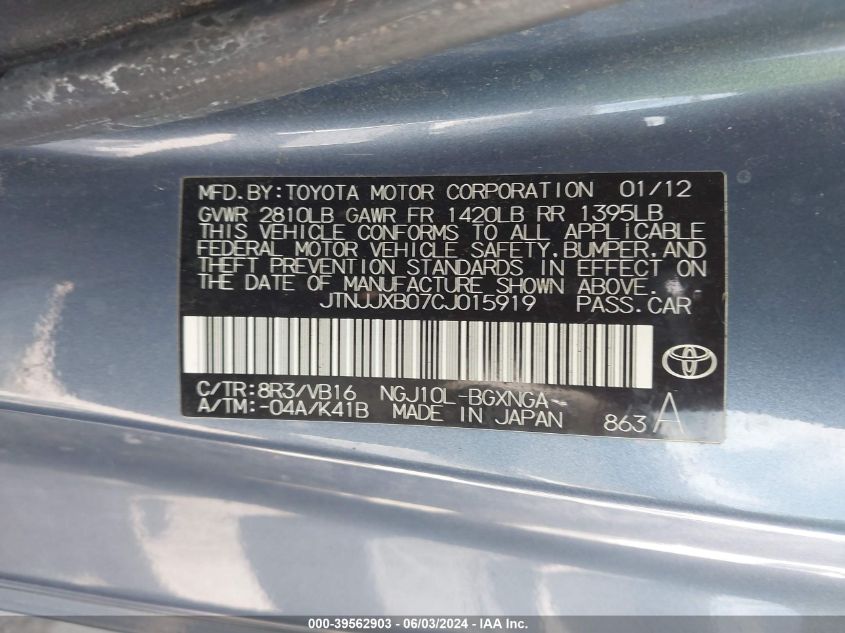 MFD.BY:TOYOTA MOTOR CORPORATION 01/12
GVWR 2810LB GAWR FR 1420LB RR 1395LB
THIS VEHICLE CONFORMS TO ALL APPLICABLE
FEDERAL MOTOR VEHICLE SAFETY,BUMPER,AND
THEFT PREVENTION STANDARDS IN EFFECT ON
THE DATE OF MANUFACTURE SHOWN ABOVE.
JTNJJXB07CJ015919 PASS.CAR
C/TR:8R3/VB16 NGJ10L-BGXNGA
A/TM:-04A/K41B MADE IN JAPAN 863 A
000-39562903 - 06/03/2024 - IAA Inc.